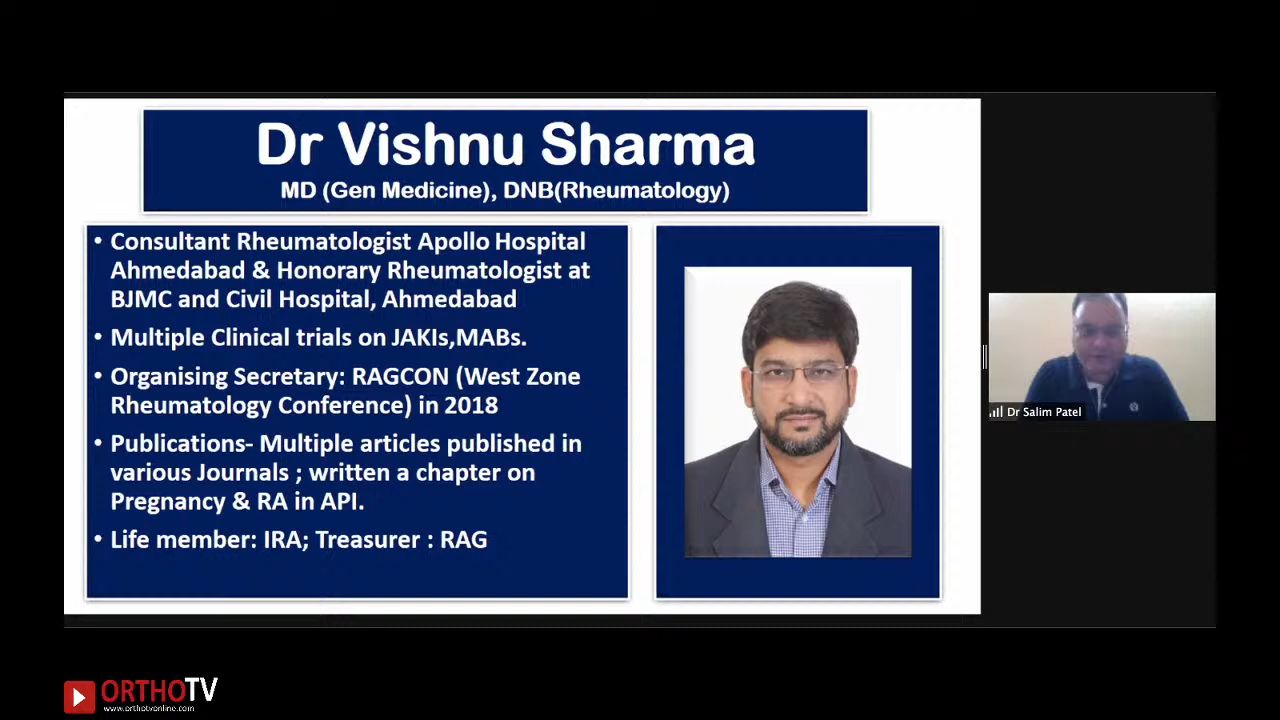 Dr Vishnu Sharma
MD (Gen Medicine), DNB(Rheumatology)
• Consultant Rheumatologist Apollo Hospital
Ahmedabad & Honorary Rheumatologist at
BJMC and Civil Hospital, Ahmedabad
• Multiple Clinical trials on JAKIs,MABs.
• Organising Secretary: RAGCON (West Zone
Rheumatology Conference) in 2018
• Publications- Multiple articles published in
various Journals ; written a chapter on
Pregnancy & RA in API.
• Life member: IRA; Treasurer : RAG
Dr Salim Patel
ORTHOTV
www.orthotvonline.com